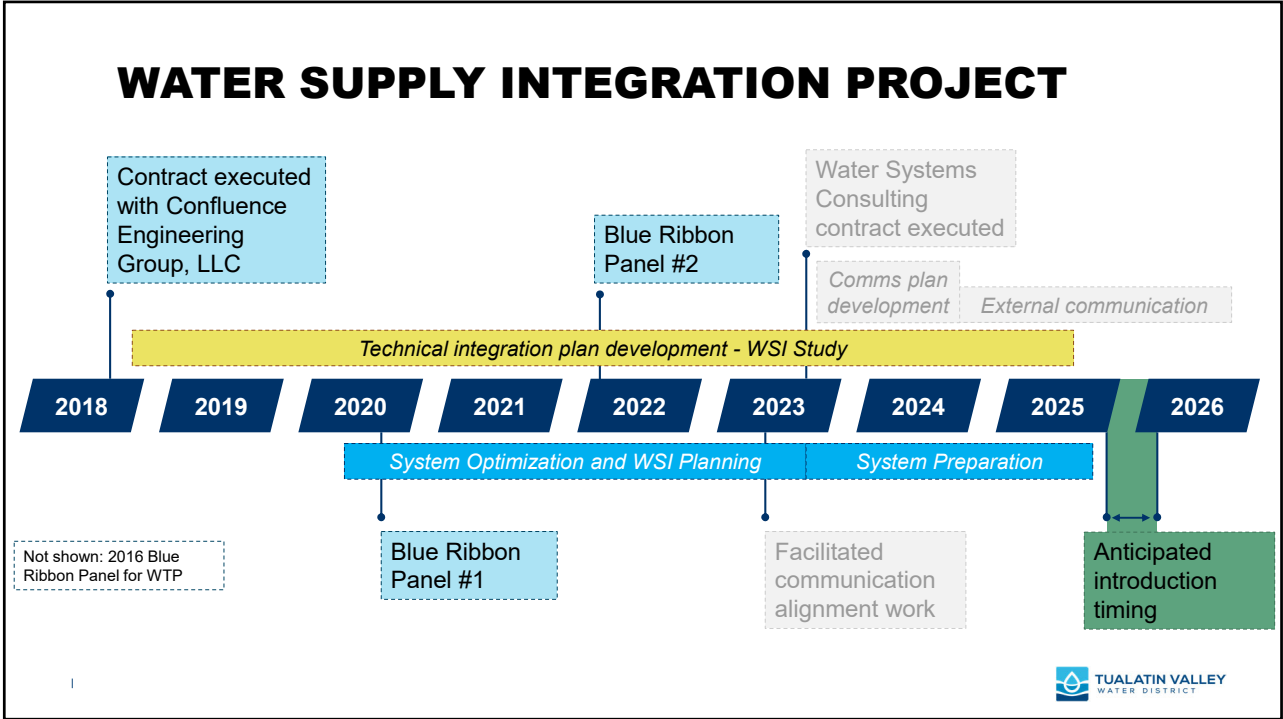 WATER SUPPLY INTEGRATION PROJECT
Contract executed
with Confluence
Engineering
Group, LLC
Blue Ribbon
Panel #2
Water Systems
Consulting
contract executed
Comms plan
development
External communication
Technical integration plan development - WSI Study
2018
2019
2020
2021
2022
2023
2024
2025
2026
System Optimization and WSI Planning
System Preparation
Not shown: 2016 Blue
Ribbon Panel for WTP
Blue Ribbon
Panel #1
Facilitated
communication
alignment work
Anticipated
introduction
timing
TUALATIN VALLEY
WATER DISTRICT